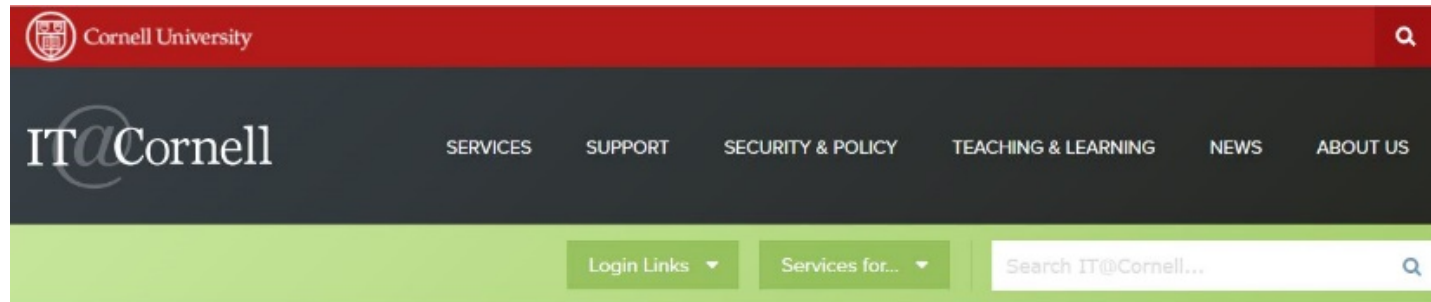 Cornell University
IT@Cornell
SERVICES SUPPORT SECURITY & POLICY TEACHING & LEARNING NEWS ABOUT US
Login Links Services for... Search IT@Cornell...